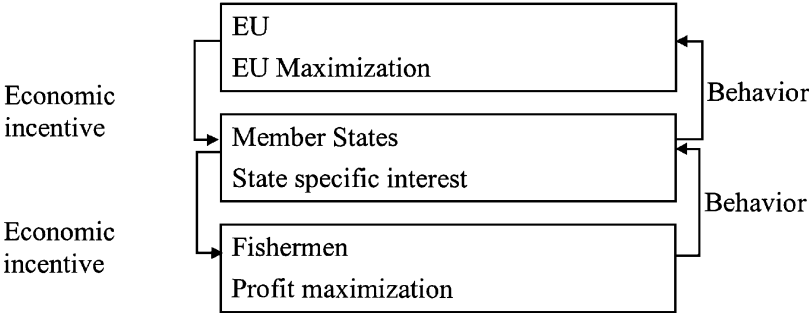 EU
EU Maximization
Economic
incentive
Behavior
Member States
State specific interest
Behavior
Economic
incentive
Fishermen
Profit maximization